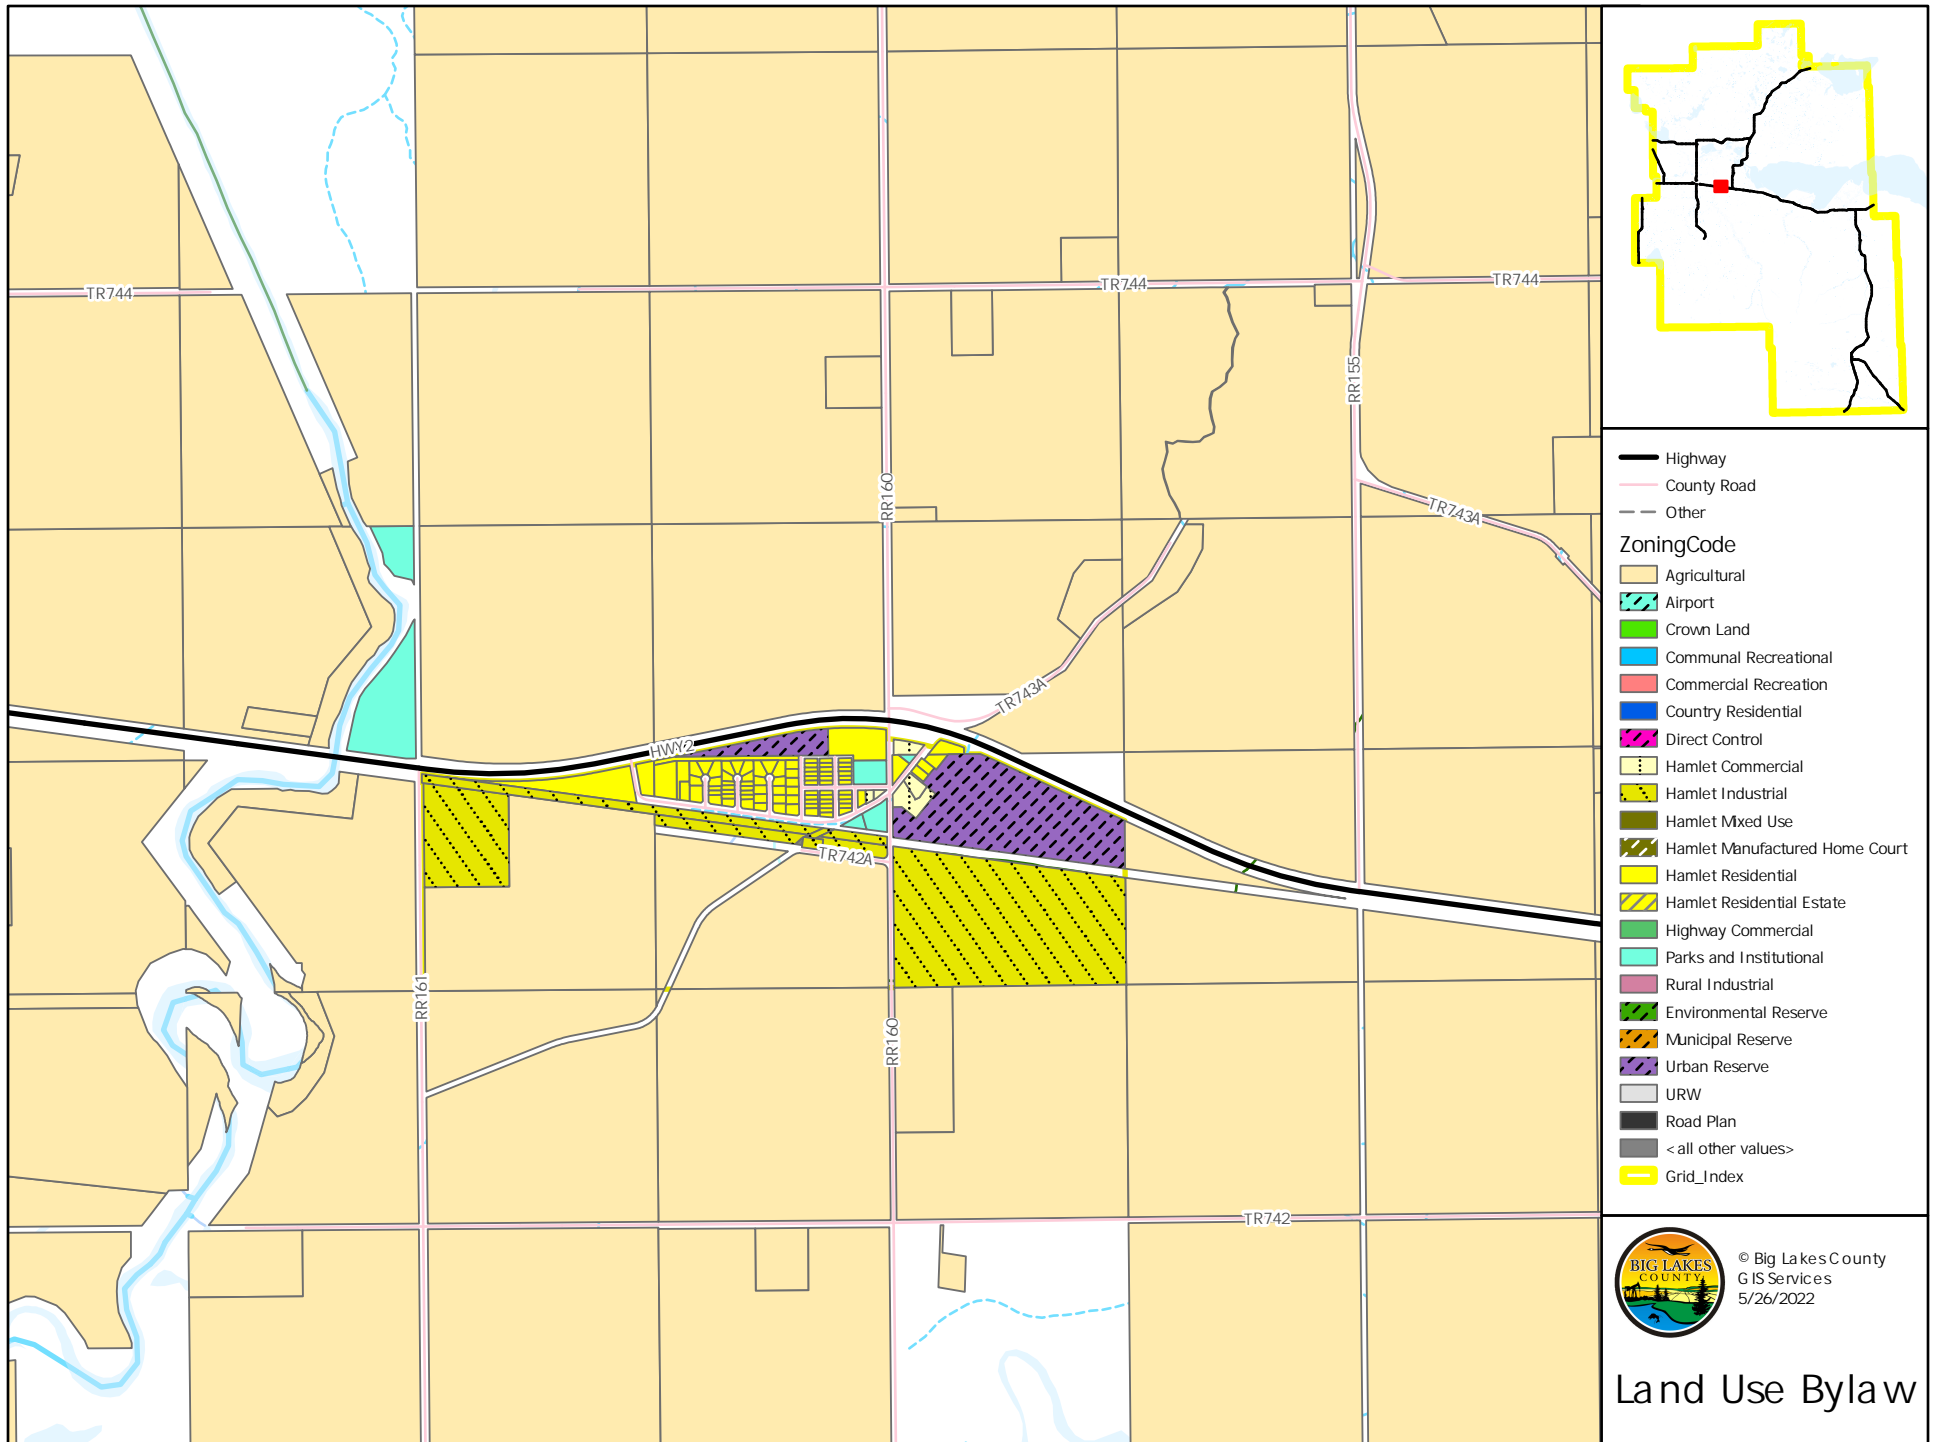 TR744
TR744
TR744
RR155
RR160
TR743A
TR743A
HWY 2
TR742A
RR161
RR160
TR742
Highway
County Road
Other
ZoningCode
Agricultural
Airport
Crown Land
Communal Recreational
Commercial Recreation
Country Residential
Direct Control
Hamlet Commercial
Hamlet Industrial
Hamlet Mixed Use
Hamlet Manufactured Home Court
Hamlet Residential
Hamlet Residential Estate
Highway Commercial
Parks and Institutional
Rural Industrial
Environmental Reserve
Municipal Reserve
Urban Reserve
URW
Road Plan
<all other values>
Grid_Index
BIG LAKES
COUNTY
© Big Lakes County
GIS Services
5/26/2022
Land Use Bylaw